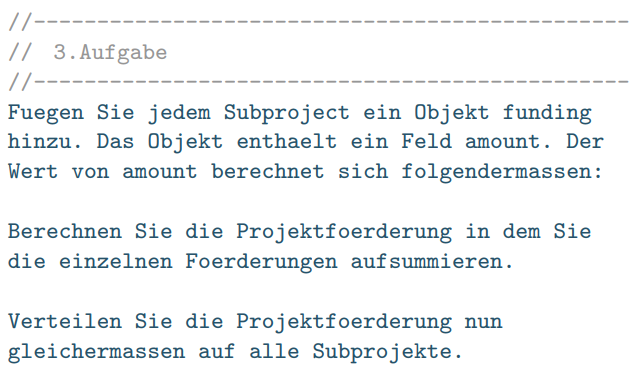 //-----------------------------------------------
// 3.Aufgabe
//-----------------------------------------------
Fuegen Sie jedem Subproject ein Objekt funding
hinzu. Das Objekt enthaelt ein Feld amount. Der
Wert von amount berechnet sich folgendermassen:

Berechnen Sie die Projektfoerderung in dem Sie
die einzelnen Foerderungen aufsummieren.

Verteilen Sie die Projektfoerderung nun
gleichermassen auf alle Subprojekte.